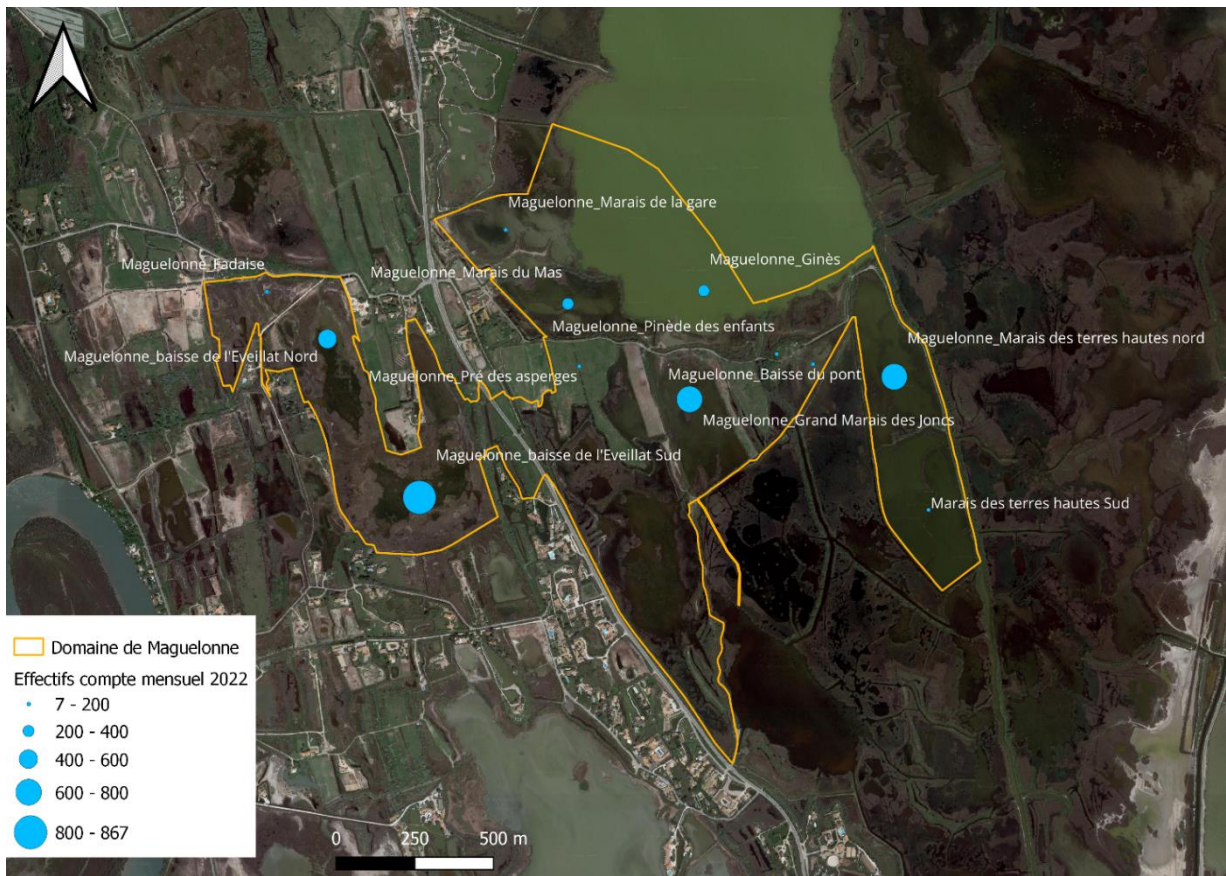 Maguelonne_Marais de la gare
Maguelonne_Fadaise
Maguelonne_Marais du Mas
Maguelonne_Ginès
Maguelonne_Pinède des enfants
Maguelonne_Marais des terres hautes nord
Maguelonne_baisse de l'Eveillat Nord
Maguelonne_Pré des asperges
Maguelonne_Baisse du pont
Maguelonne_Grand Marais des Joncs
Maguelonne_baisse de l'Eveillat Sud
Marais des terres hautes Sud
Domaine de Maguelonne
Effectifs compte mensuel 2022
7 - 200
200 - 400
400 - 600
600 - 800
800 - 867
0 250 500 m